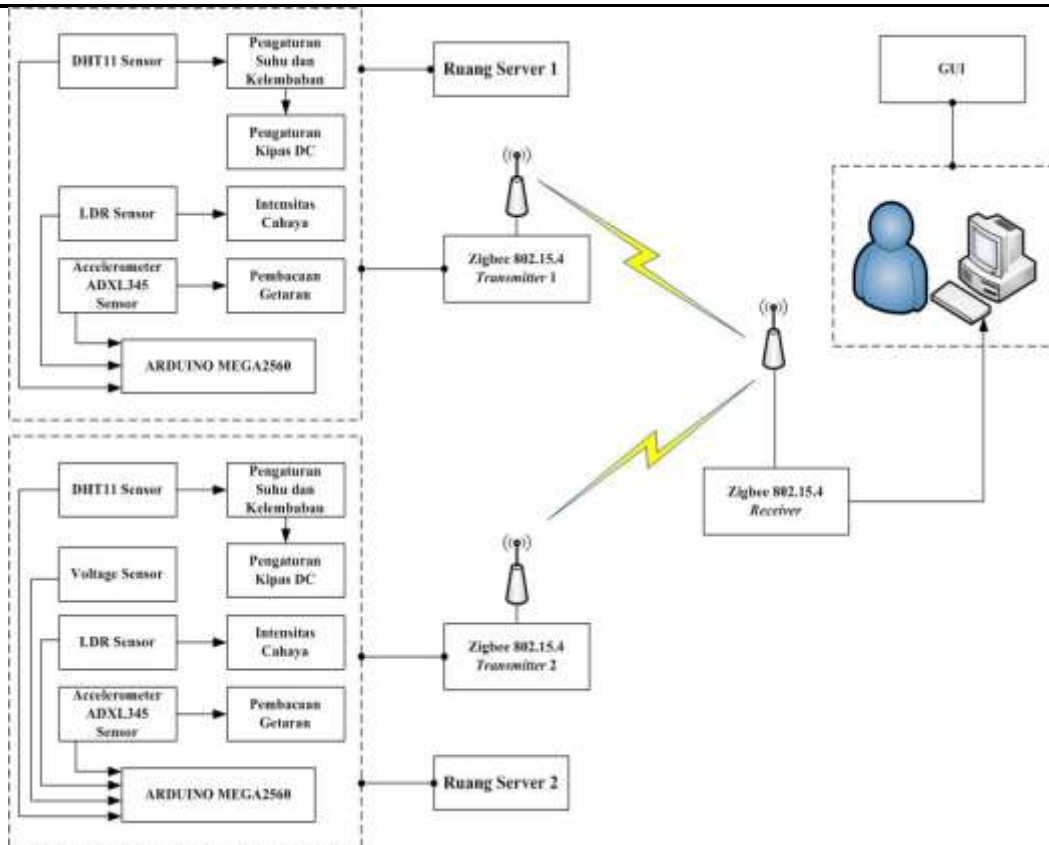 DHT11 Sensor
Pengaturan
Suhu dan
Kelembaban
Pengaturan
Kipas DC
LDR Sensor
Intensitas
Cahaya
Accelerometer
ADXL345
Sensor
Pembacaan
Getaran
ARDUINO MEGA2560
Ruang Server 1
Zigbee 802.15.4
Transmitter 1
GUI
Zigbee 802.15.4
Receiver
DHT11 Sensor
Pengaturan
Suhu dan
Kelembaban
Pengaturan
Kipas DC
Voltage Sensor
LDR Sensor
Intensitas
Cahaya
Accelerometer
ADXL345
Sensor
Pembacaan
Getaran
ARDUINO MEGA2560
Zigbee 802.15.4
Transmitter 2
Ruang Server 2